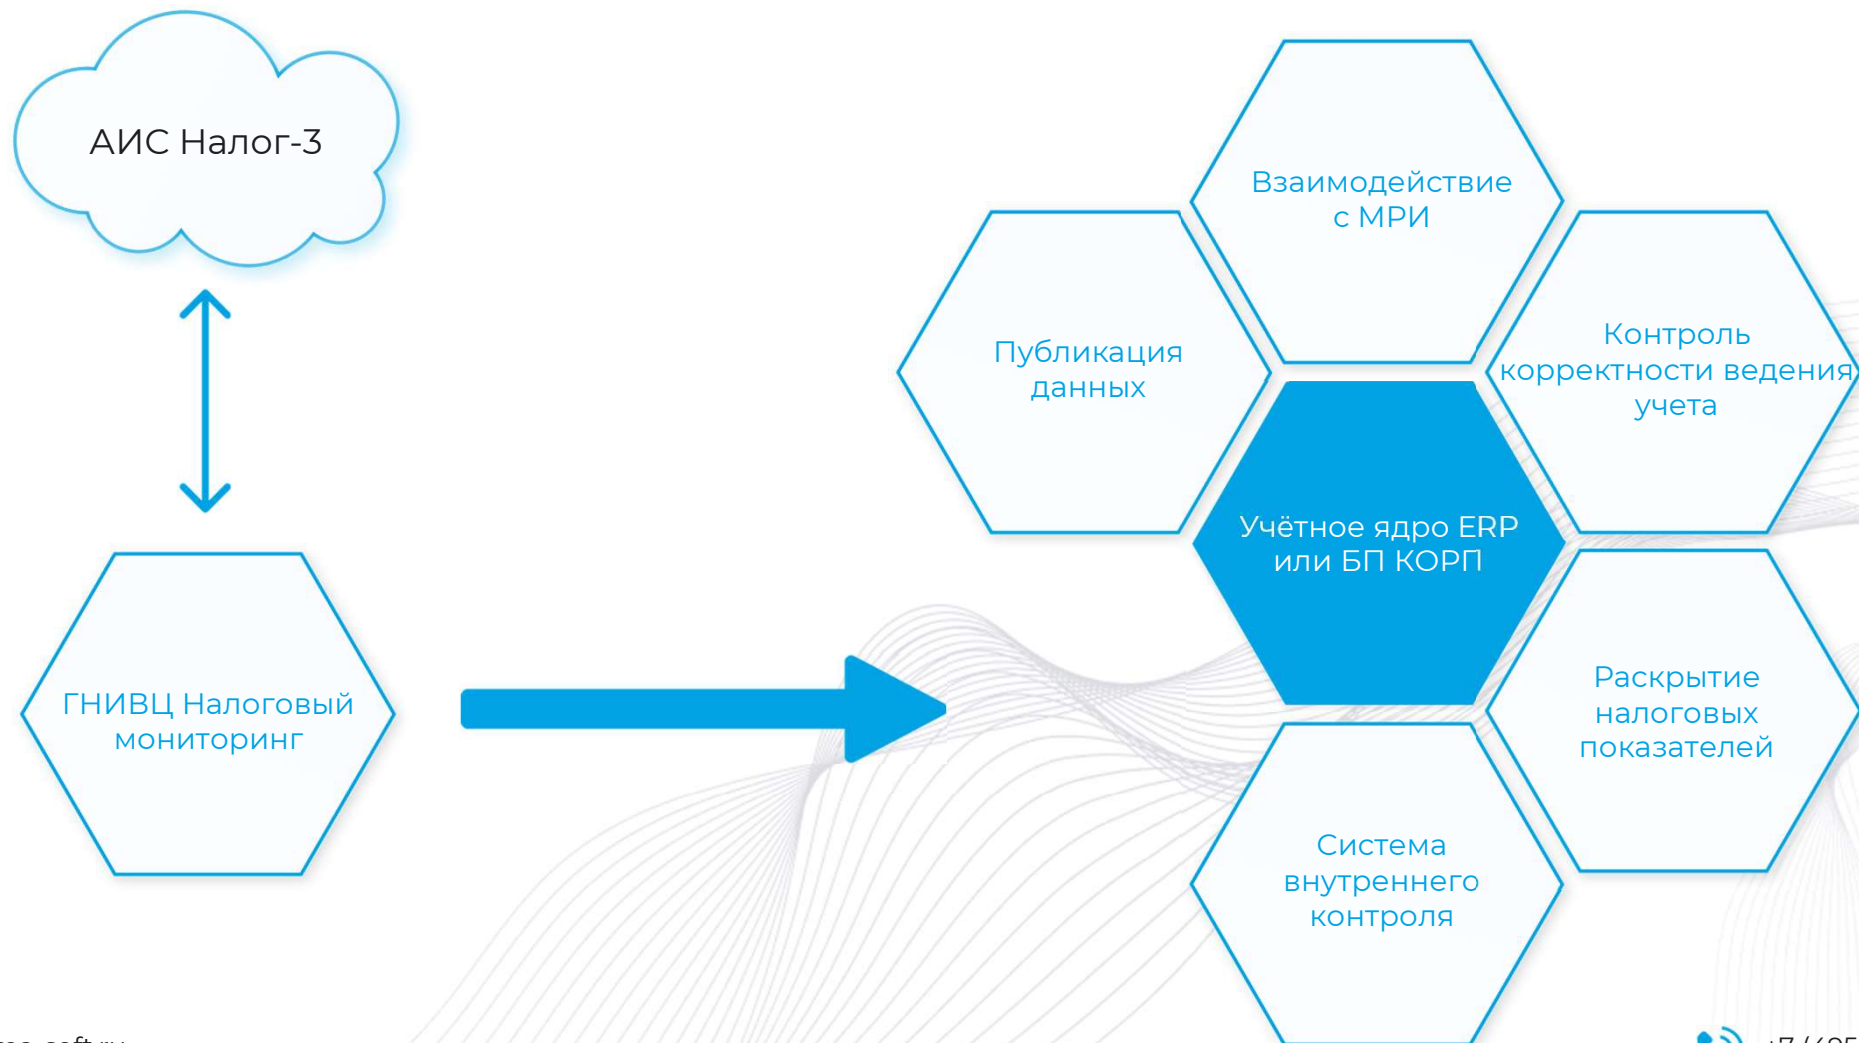 АИС Налог-3
ГНИВЦ Налоговый
мониторинг
Взаимодействие
с МРИ
Публикация
данных
Контроль
корректности ведения
учета
Учётное ядро ERP
или БП КОРП
Раскрытие
налоговых
показателей
Система
внутреннего
контроля